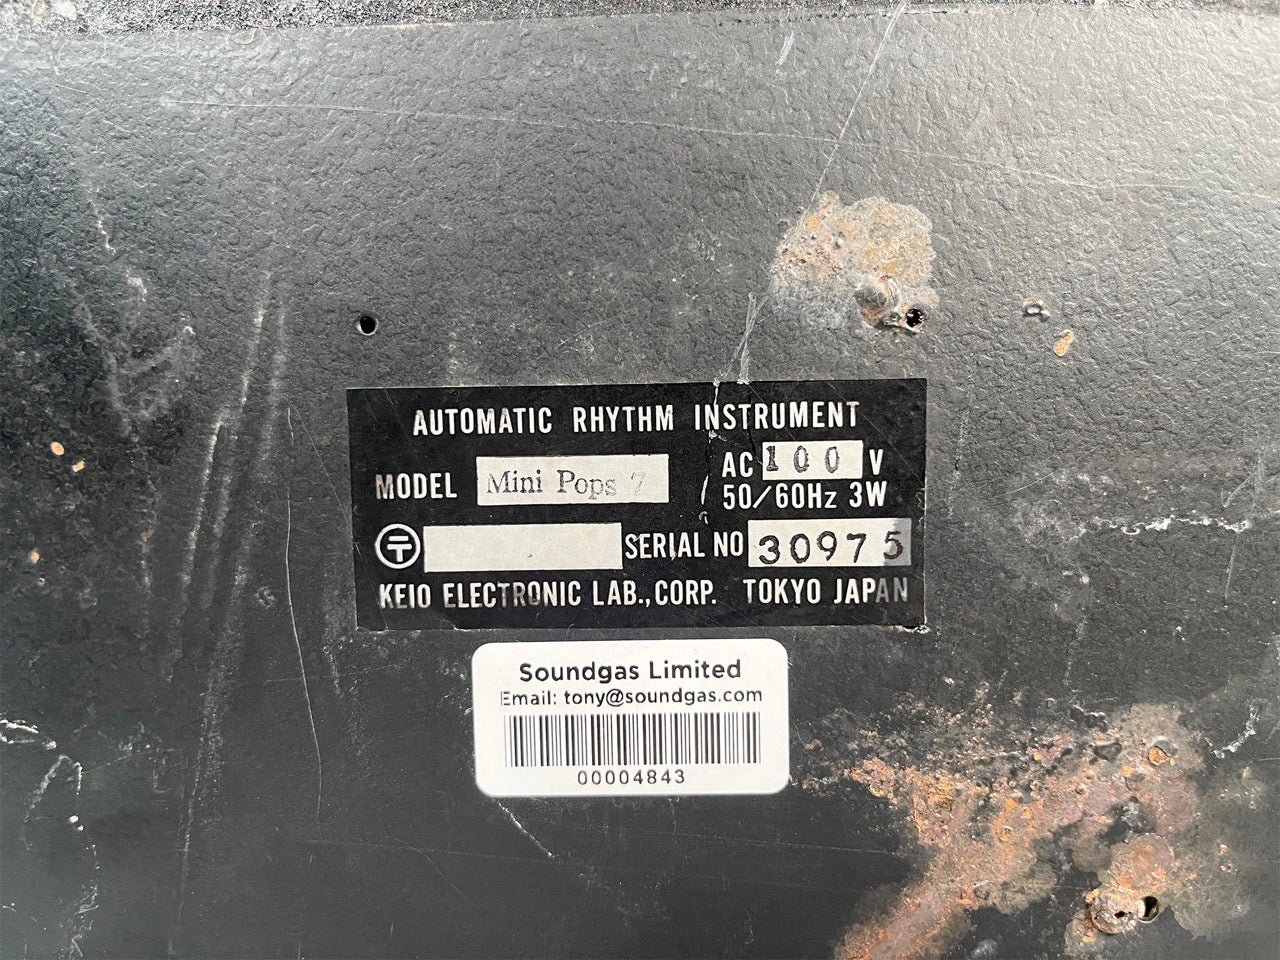 AUTOMATIC RHYTHM INSTRUMENT
MODEL Mini Pops 7 AC 100 V
50/60Hz 3W
SERIAL NO 30975
KEIO ELECTRONIC LAB.,CORP. TOKYO JAPAN
Soundgas Limited
Email: tony@soundgas.com
00004843